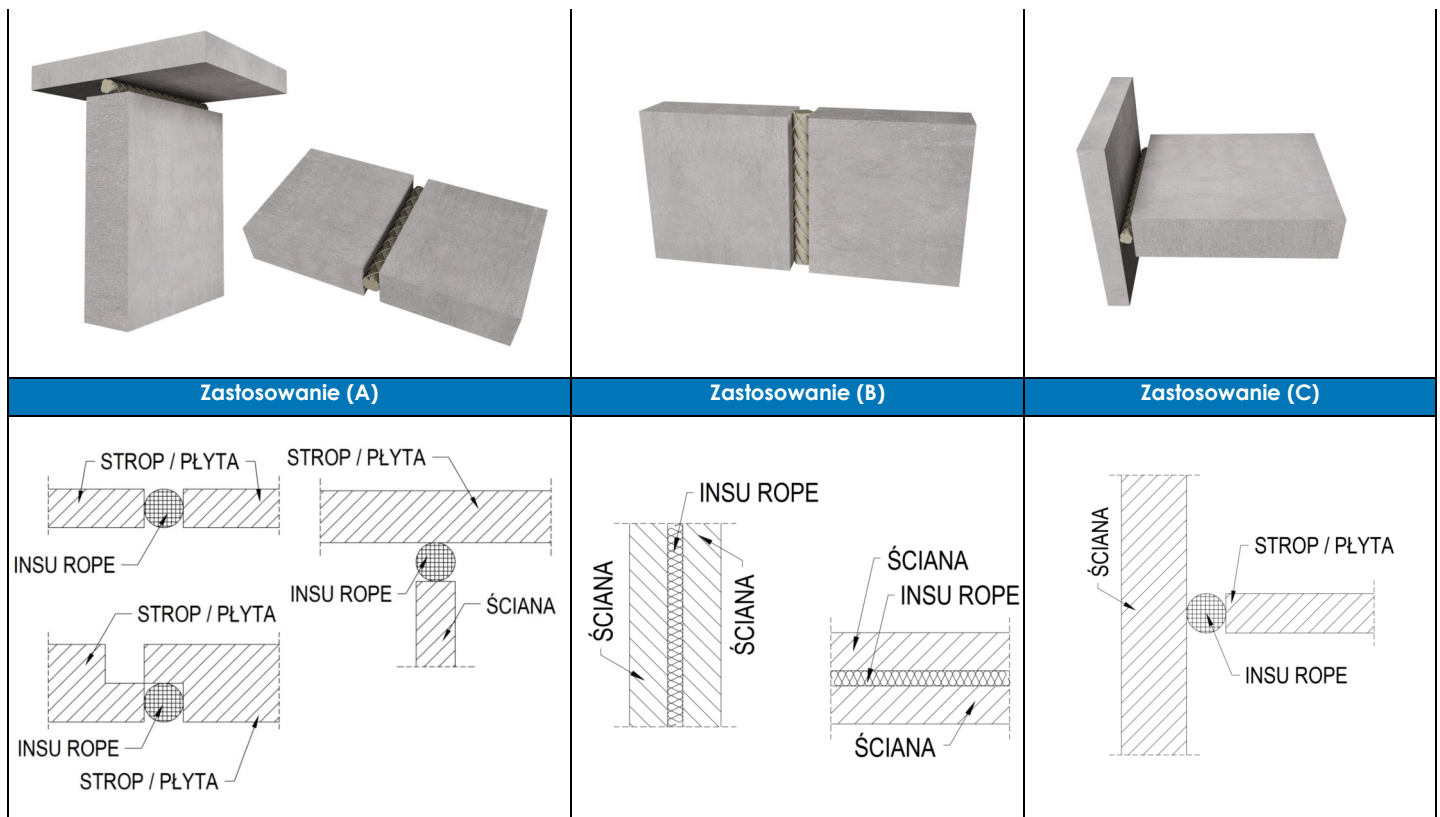 Zastosowanie (A)
Zastosowanie (B)
Zastosowanie (C)
STROP / PŁYTA
INSU ROPE
STROP / PŁYTA
INSU ROPE
ŚCIANA
STROP / PŁYTA
INSU ROPE
STROP / PŁYTA
INSU ROPE
ŚCIANA
ŚCIANA
ŚCIANA
INSU ROPE
ŚCIANA
ŚCIANA
STROP / PŁYTA
INSU ROPE